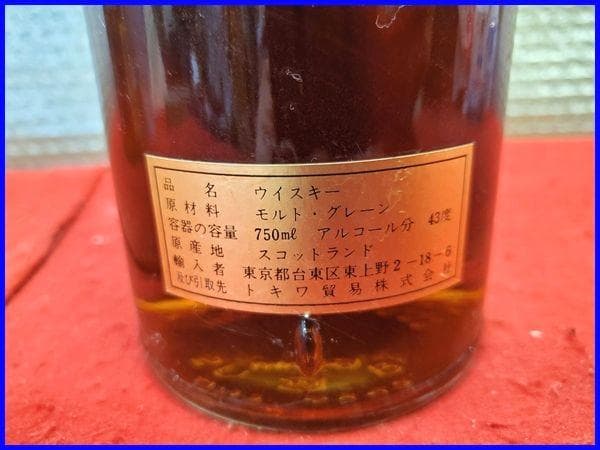 品名 ウイスキー
原材料 モルト・グレーン
容器の容量 750㎖ アルコール分 43度
原産地 スコットランド
輸入者 東京都台東区東上野2-18-6
及び引取先 トキワ貿易株式会社